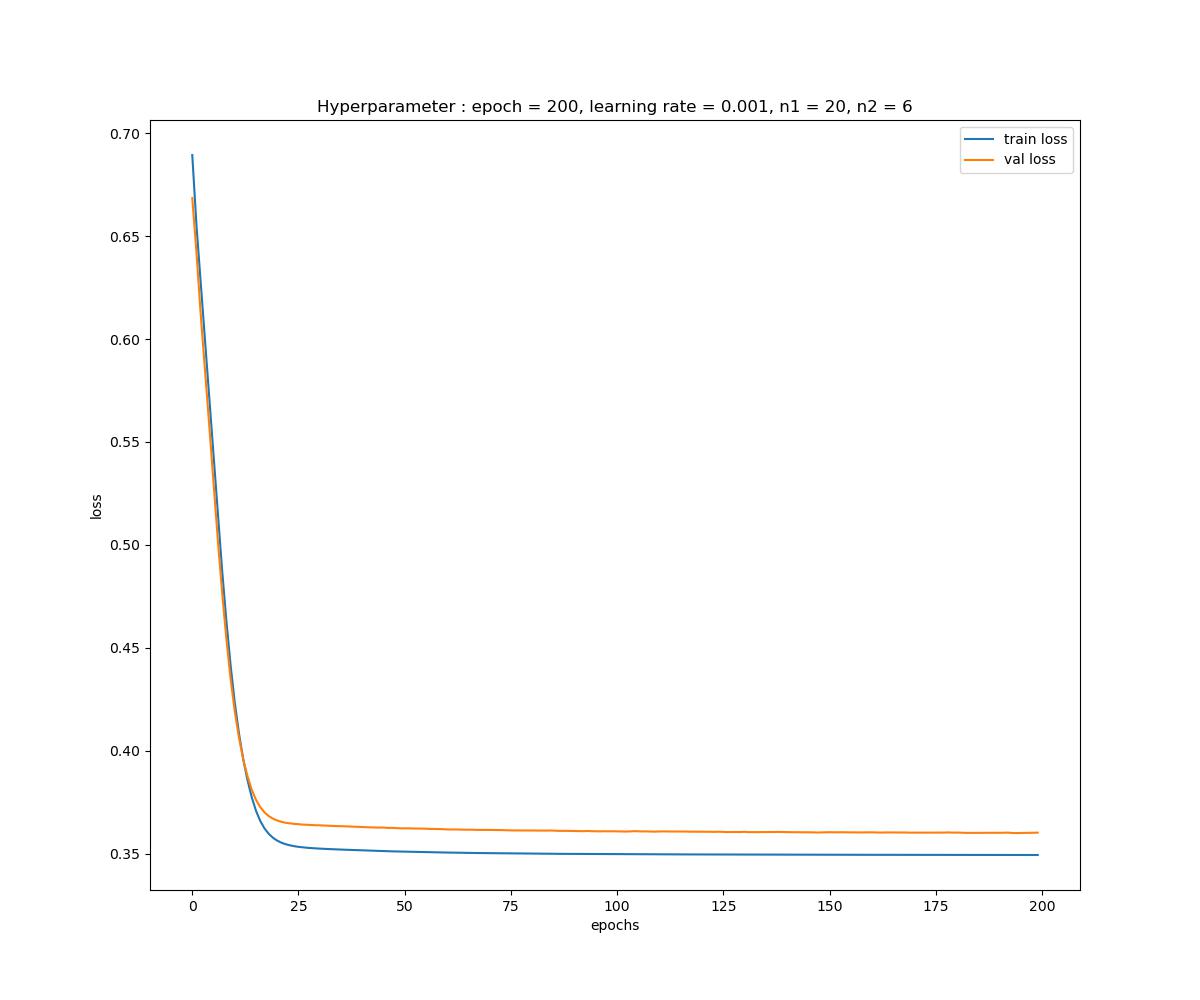 Hyperparameter : epoch = 200, learning rate = 0.001, n1 = 20, n2 = 6
train loss
val loss
0.70
0.65
0.60
0.55
0.50
0.45
0.40
0.35
loss
0 25 50 75 100 125 150 175 200
epochs